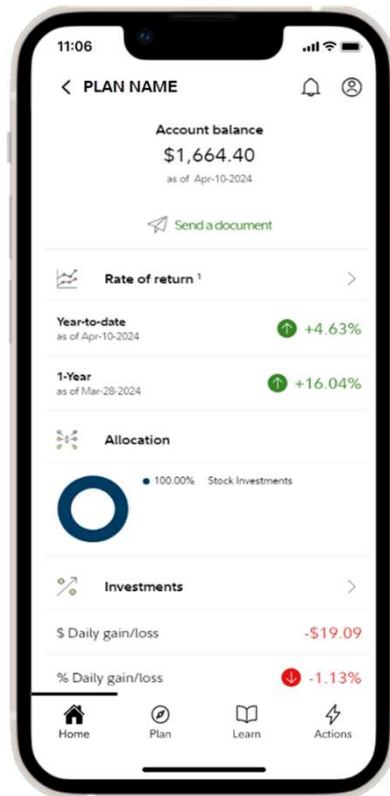 11:06
PLAN NAME
Account balance
$1,664.40
as of Apr-10-2024
Send a document
Rate of return 1
Year-to-date
as of Apr-10-2024
+4.63%
1-Year
as of Mar-28-2024
+16.04%
Allocation
100.00% Stock Investments
Investments
$ Daily gain/loss -$19.09
% Daily gain/loss -1.13%
Home Plan Learn Actions